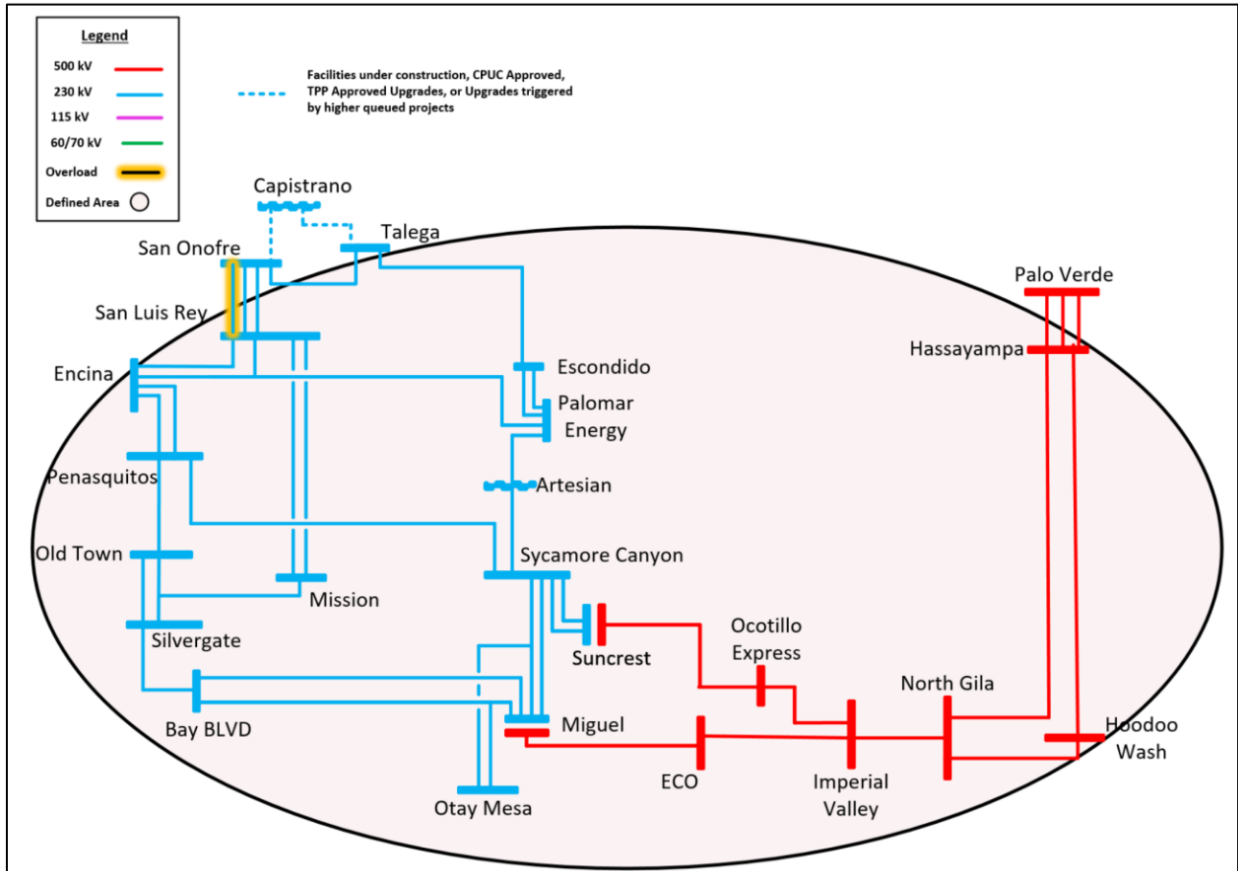 Legend
500 kV
230 kV
115 kV
60/70 kV
Overload
Defined Area
Facilities under construction, CPUC Approved,
TPP Approved Upgrades, or Upgrades triggered
by higher queued projects
Capistrano
San Onofre
Talega
San Luis Rey
Palo Verde
Hassayampa
Encina
Escondido
Palomar
Energy
Penasquitos
Artesian
Old Town
Sycamore Canyon
Mission
Silvergate
Suncrest
Ocotillo
Express
North Gila
Bay BLVD
Miguel
Hoodoo
Wash
ECO
Imperial
Valley
Otay Mesa